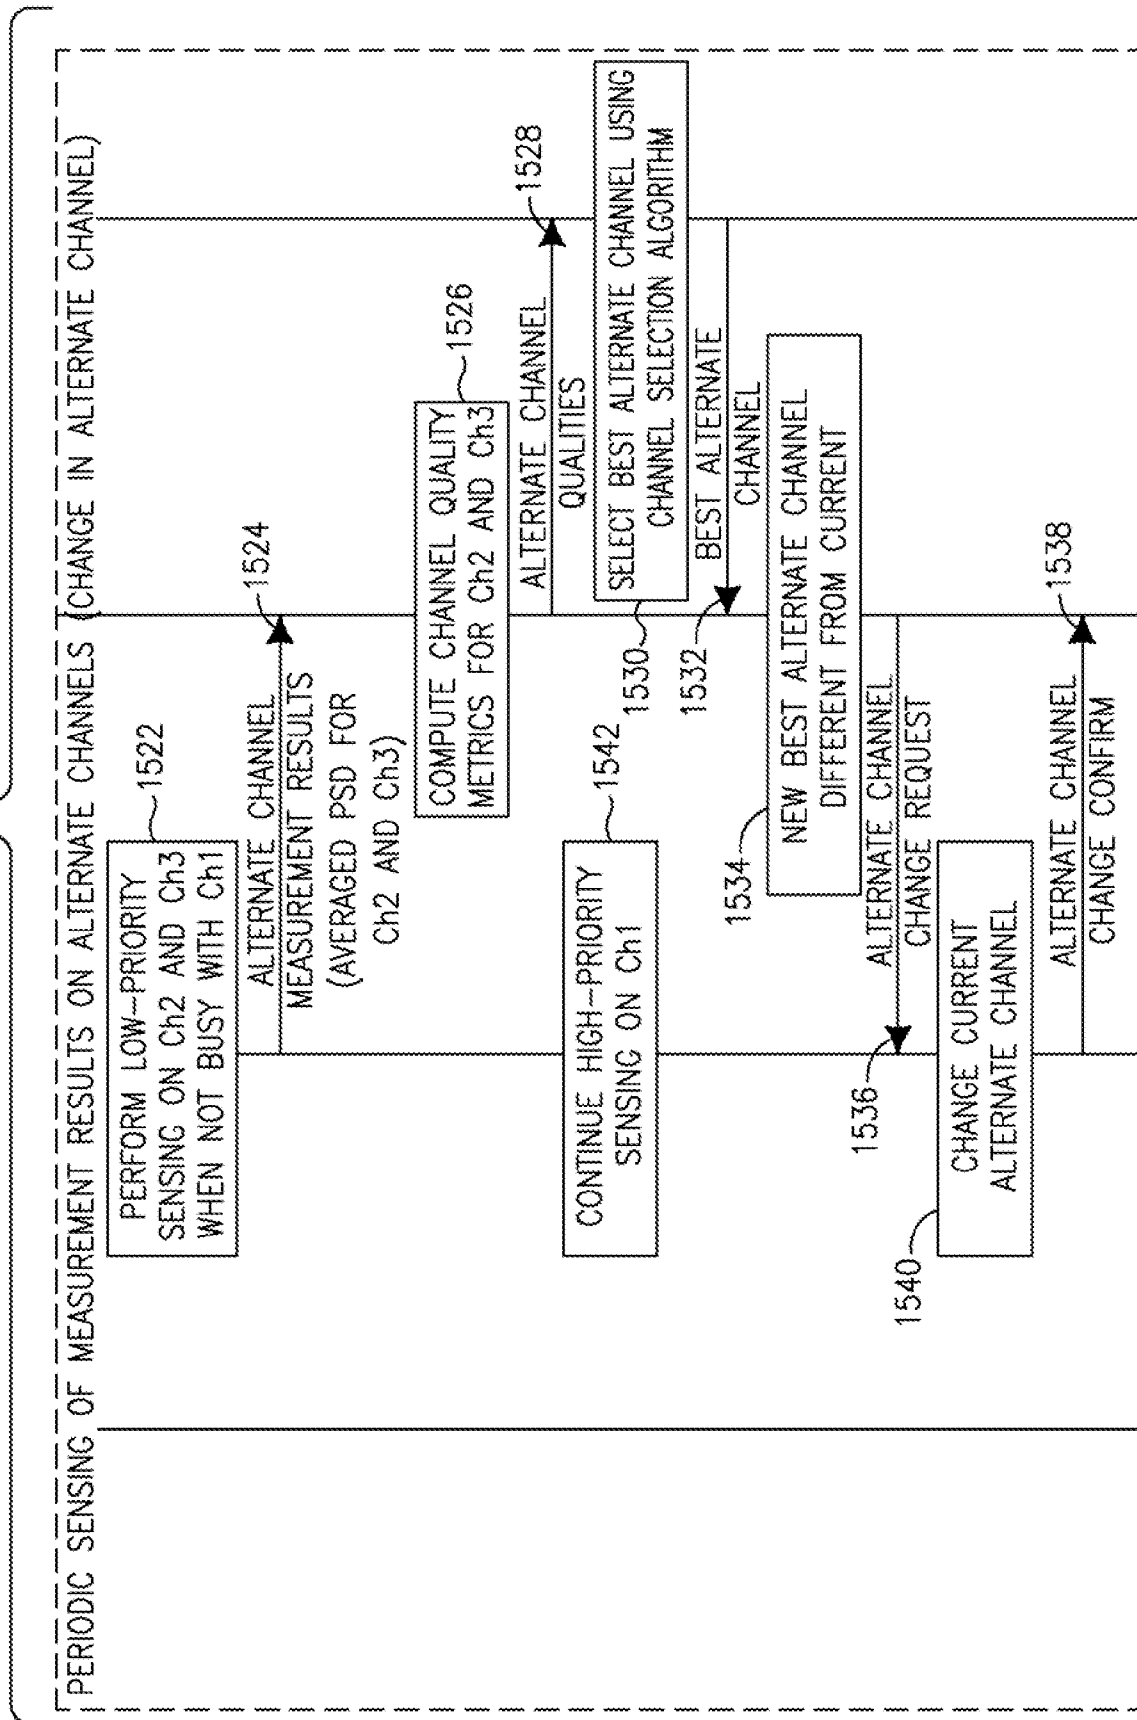 PERIODIC SENSING OF MEASUREMENT RESULTS ON ALTERNATE CHANNELS (CHANGE IN ALTERNATE CHANNEL)
PERFORM LOW-PRIORITY
SENSING ON Ch2 AND Ch3
WHEN NOT BUSY WITH Ch1
1522
ALTERNATE CHANNEL
MEASUREMENT RESULTS
(AVERAGED PSD FOR
Ch2 AND Ch3)
1524
COMPUTE CHANNEL QUALITY
METRICS FOR Ch2 AND Ch3
1526
ALTERNATE CHANNEL
QUALITIES
1528
CONTINUE HIGH-PRIORITY
SENSING ON Ch1
1542
SELECT BEST ALTERNATE CHANNEL USING
CHANNEL SELECTION ALGORITHM
1530
BEST ALTERNATE
CHANNEL
1532
NEW BEST ALTERNATE CHANNEL
DIFFERENT FROM CURRENT
1534
ALTERNATE CHANNEL
CHANGE REQUEST
1536
CHANGE CURRENT
ALTERNATE CHANNEL
1540
ALTERNATE CHANNEL
CHANGE CONFIRM
1538